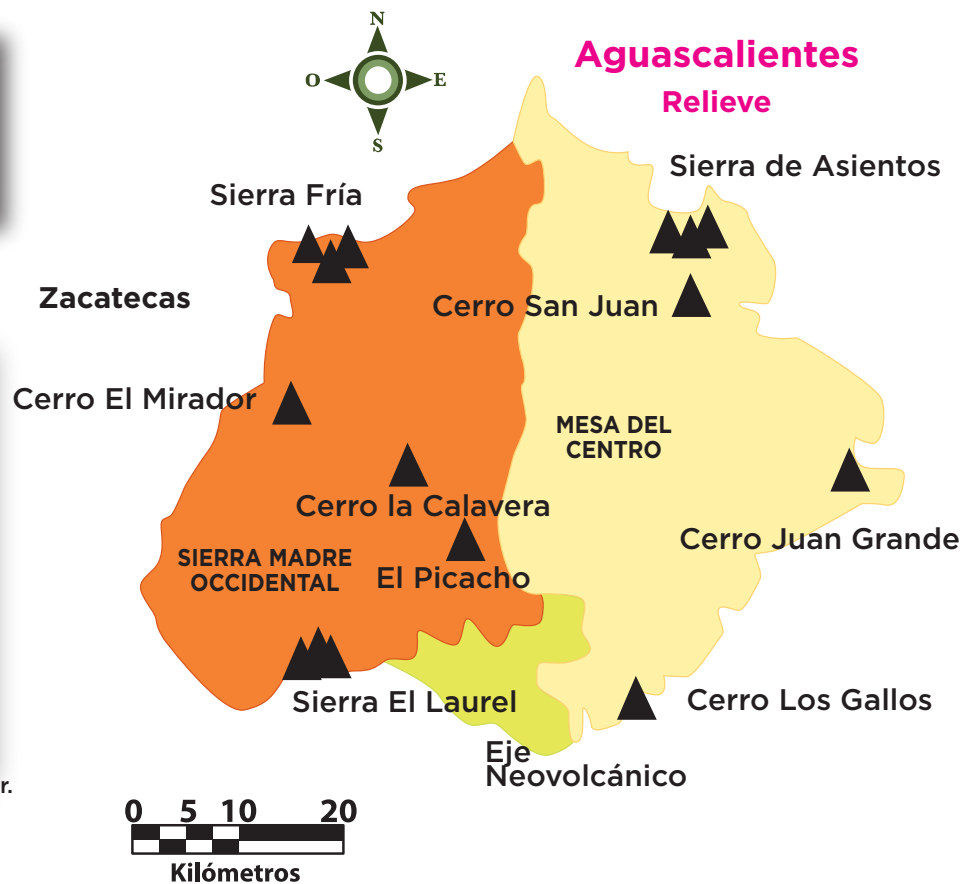 N
O
E
S
Aguascalientes
Relieve
Sierra de Asientos
Sierra Fría
Zacatecas
Cerro San Juan
Cerro El Mirador
MESA DEL
CENTRO
Cerro la Calavera
Cerro Juan Grande
SIERRA MADRE
OCCIDENTAL
El Picacho
Sierra El Laurel
Cerro Los Gallos
Eje
Neovolcánico
r.
0 5 10 20
Kilómetros